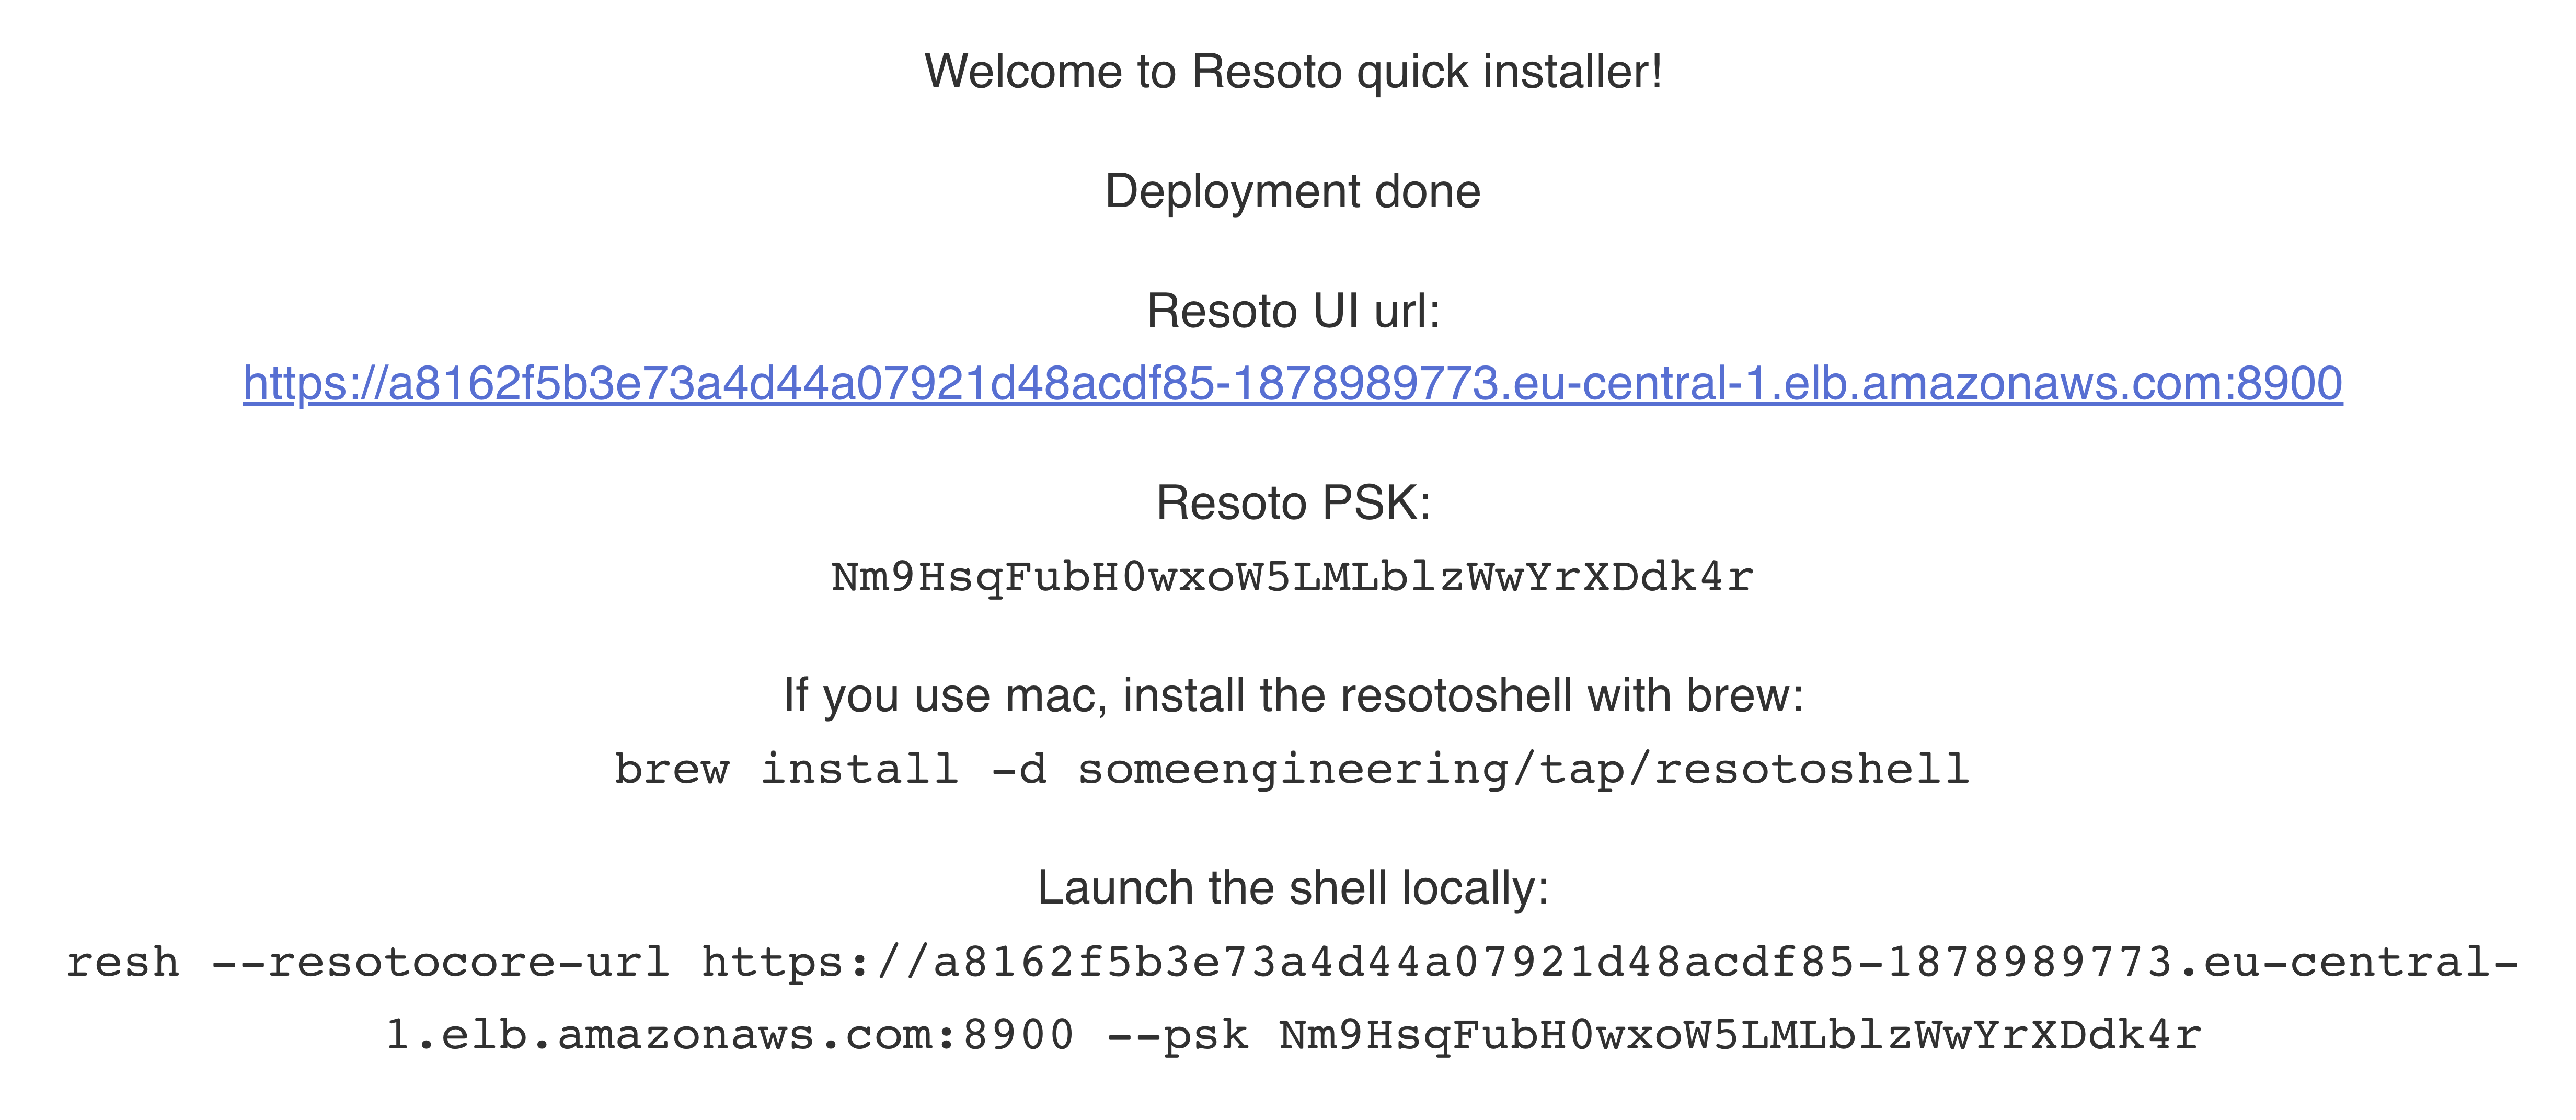 Welcome to Resoto quick installer!
Deployment done
Resoto UI url:
https://a8162f5b3e73a4d44a07921d48acdf85-1878989773.eu-central-1.elb.amazonaws.com:8900
Resoto PSK:
Nm9HsqFubH0wxoW5LMLblzWwYrXDdk4r
If you use mac, install the resotoshell with brew:
brew install -d someengineering/tap/resotoshell
Launch the shell locally:
resh --resotocore-url https://a8162f5b3e73a4d44a07921d48acdf85-1878989773.eu-central-
1.elb.amazonaws.com:8900 --psk Nm9HsqFubH0wxoW5LMLblzWwYrXDdk4r